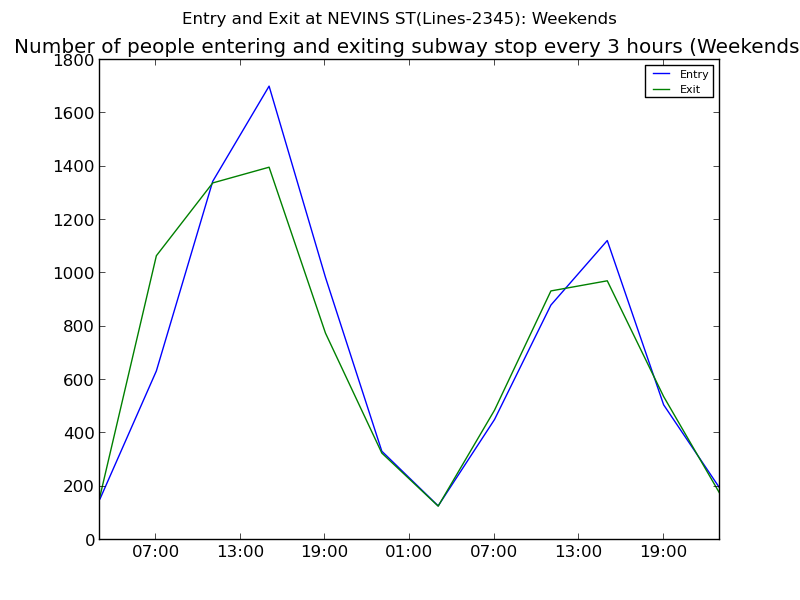 Entry and Exit at NEVINS ST(Lines-2345): Weekends
Number of people entering and exiting subway stop every 3 hours (Weekends
Entry
Exit
1800
1600
1400
1200
1000
800
600
400
200
0
07:00 13:00 19:00 01:00 07:00 13:00 19:00